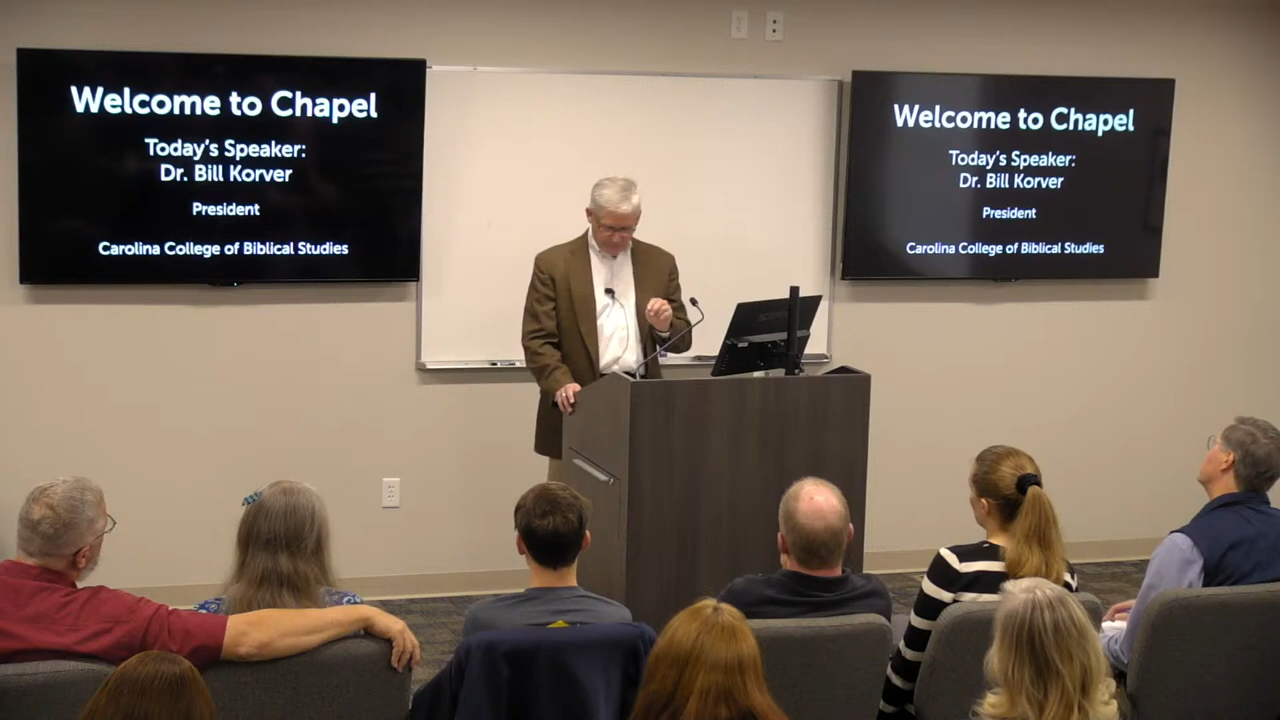 Welcome to Chapel
Today's Speaker:
Dr. Bill Korver
President
Carolina College of Biblical Studies
Welcome to Chapel
Today's Speaker:
Dr. Bill Korver
President
Carolina College of Biblical Studies